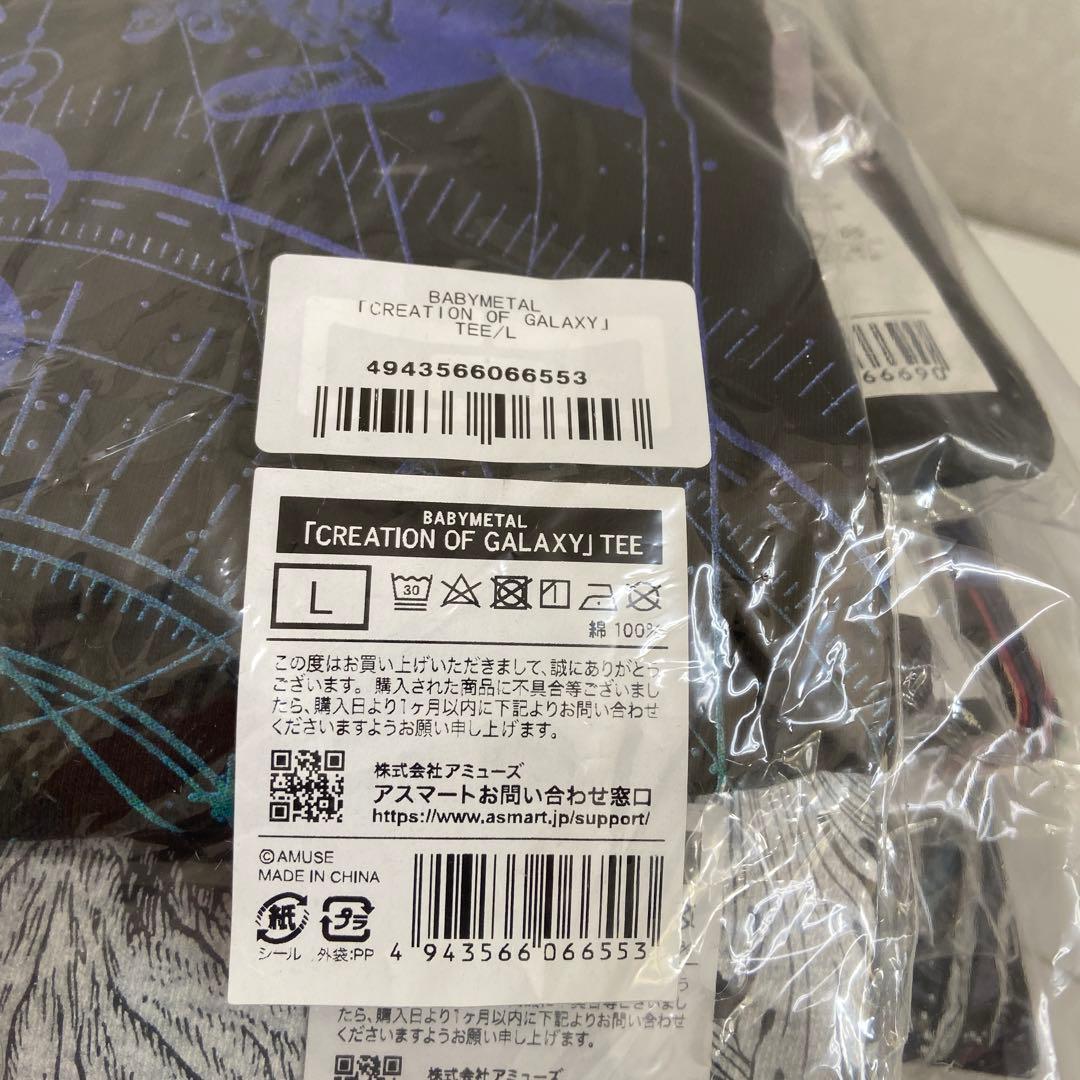 BABYMETAL
「CREATION OF GALAXY」
TEE/L
4943566066553
66690
BABYMETAL
「CREATION OF GALAXY」TEE
L
30
綿 100%
この度はお買い上げいただきまして、誠にありがとう
ございます。購入された商品に不具合等ございまし
たら、購入日より1ヶ月以内に下記よりお問い合わせ
くださいますようお願い申し上げます。
株式会社アミューズ
アスマートお問い合わせ窓口
https://www.asmart.jp/support/
©AMUSE
MADE IN CHINA
紙
プラ
シール
外袋:PP
4 943566 066553
たら、購入日より1ヶ月以内に下記よりお問い合わせ
くださいますようお願い申し上げます。
株式会社アミューズ